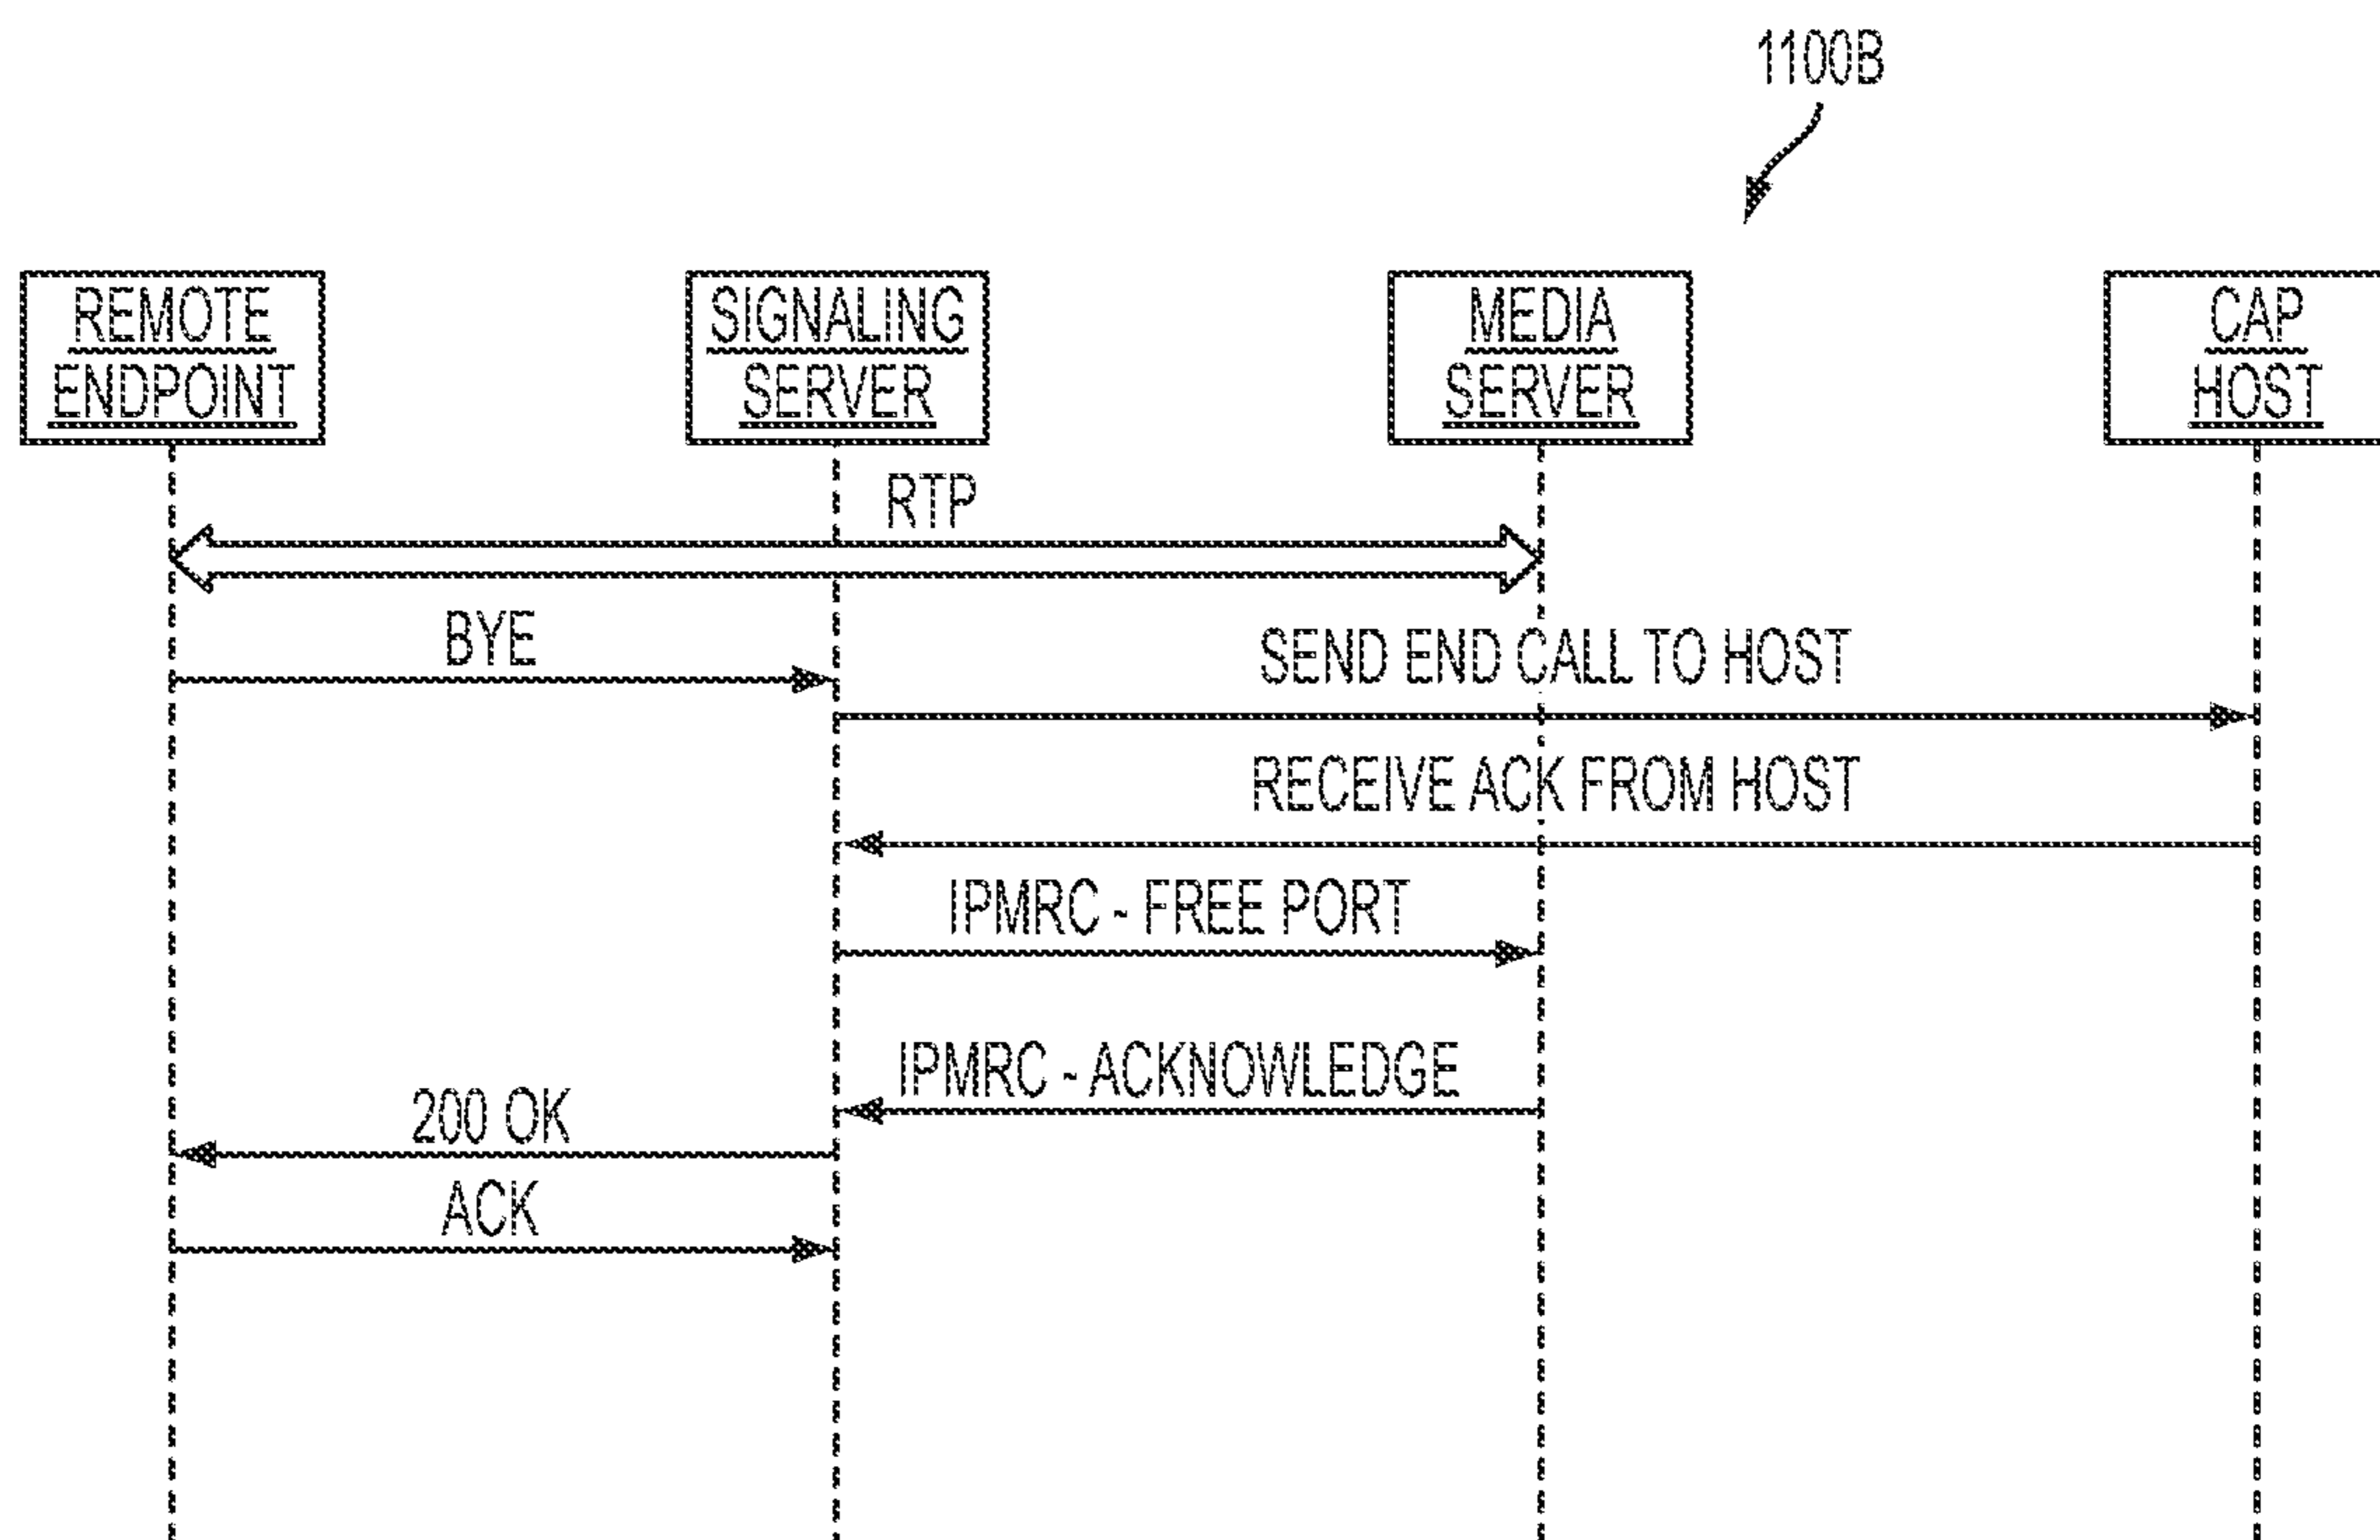 1100B
REMOTE
ENDPOINT
SIGNALING
SERVER
MEDIA
SERVER
CAP
HOST
RTP
BYE
SEND END CALL TO HOST
RECEIVE ACK FROM HOST
IPMRC - FREE PORT
IPMRC - ACKNOWLEDGE
200 OK
ACK